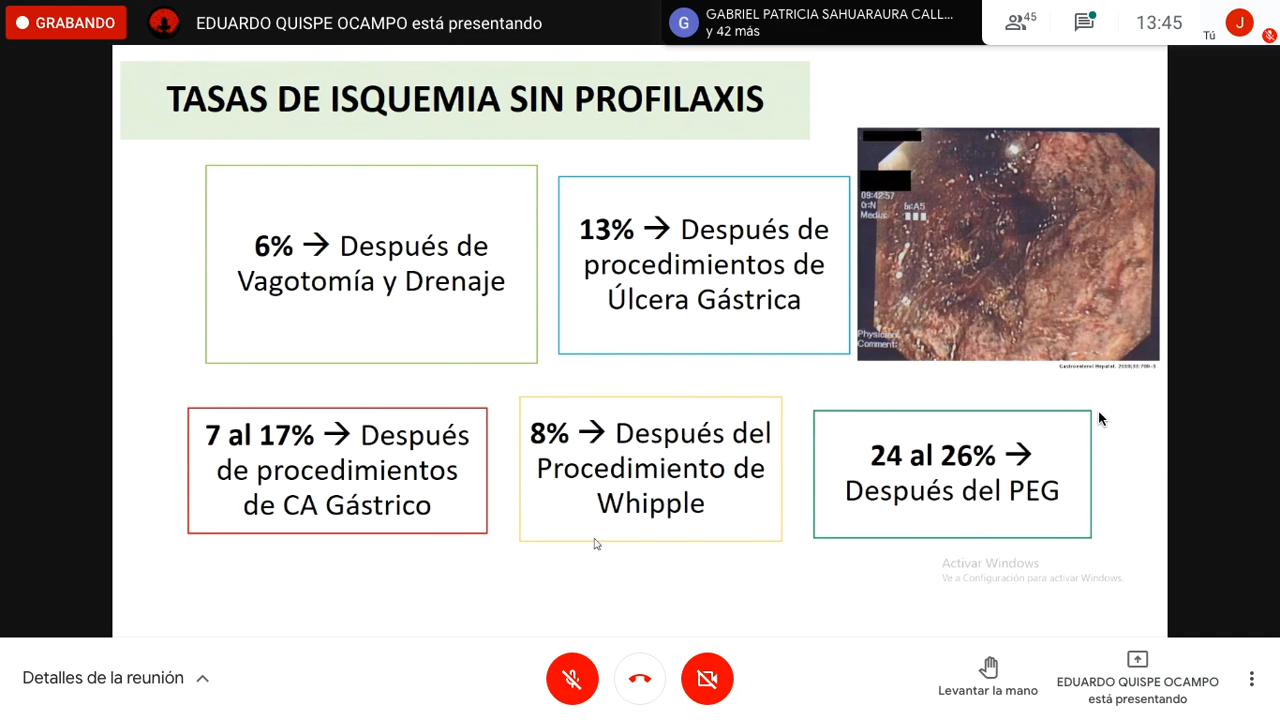 GRABANDO
EDUARDO QUISPE OCAMPO está presentando
G
GABRIEL PATRICIA SAHUARAURA CALL...
y 42 más
45
13:45
Tú
J
TASAS DE ISQUEMIA SIN PROFILAXIS
6% → Después de
Vagotomía y Drenaje
13% → Después de
procedimientos de
Úlcera Gástrica
09:42:57
Physician
Comment:
7 al 17% → Después
de procedimientos
de CA Gástrico
8% → Después del
Procedimiento de
Whipple
24 al 26% →
Después del PEG
Activar Windows
Ve a Configuración para activar Windows.
Detalles de la reunión
Levantar la mano
EDUARDO QUISPE OCAMPO
está presentando